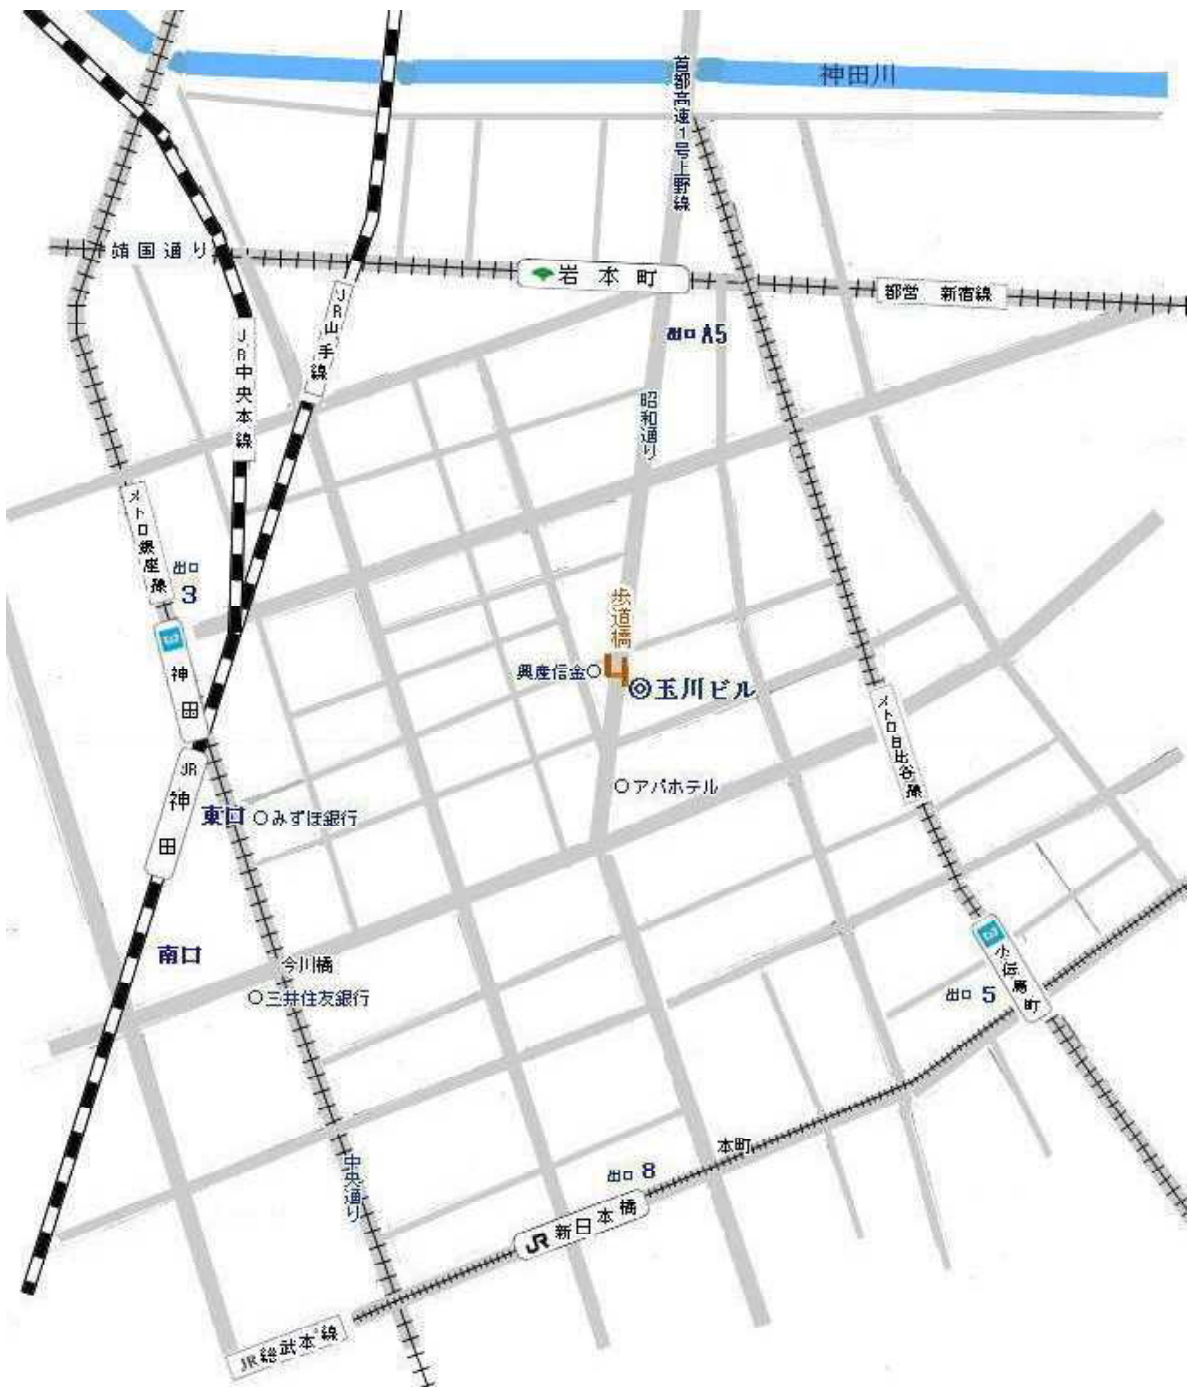 神田川
首都高速1号上野線
靖国通り
岩本町
都営 新宿線
JR山手線
JR中央本線
出口A5
昭和通り
メトロ銀座線
出口
3
歩道橋
神田
興産信金
玉川ビル
メトロ日比谷線
JR
神田
アパホテル
東口
みずほ銀行
南口
今川橋
三井住友銀行
小伝馬町
出口 5
本町
中央通り
出口 8
JR 新日本橋
JR 総武本線